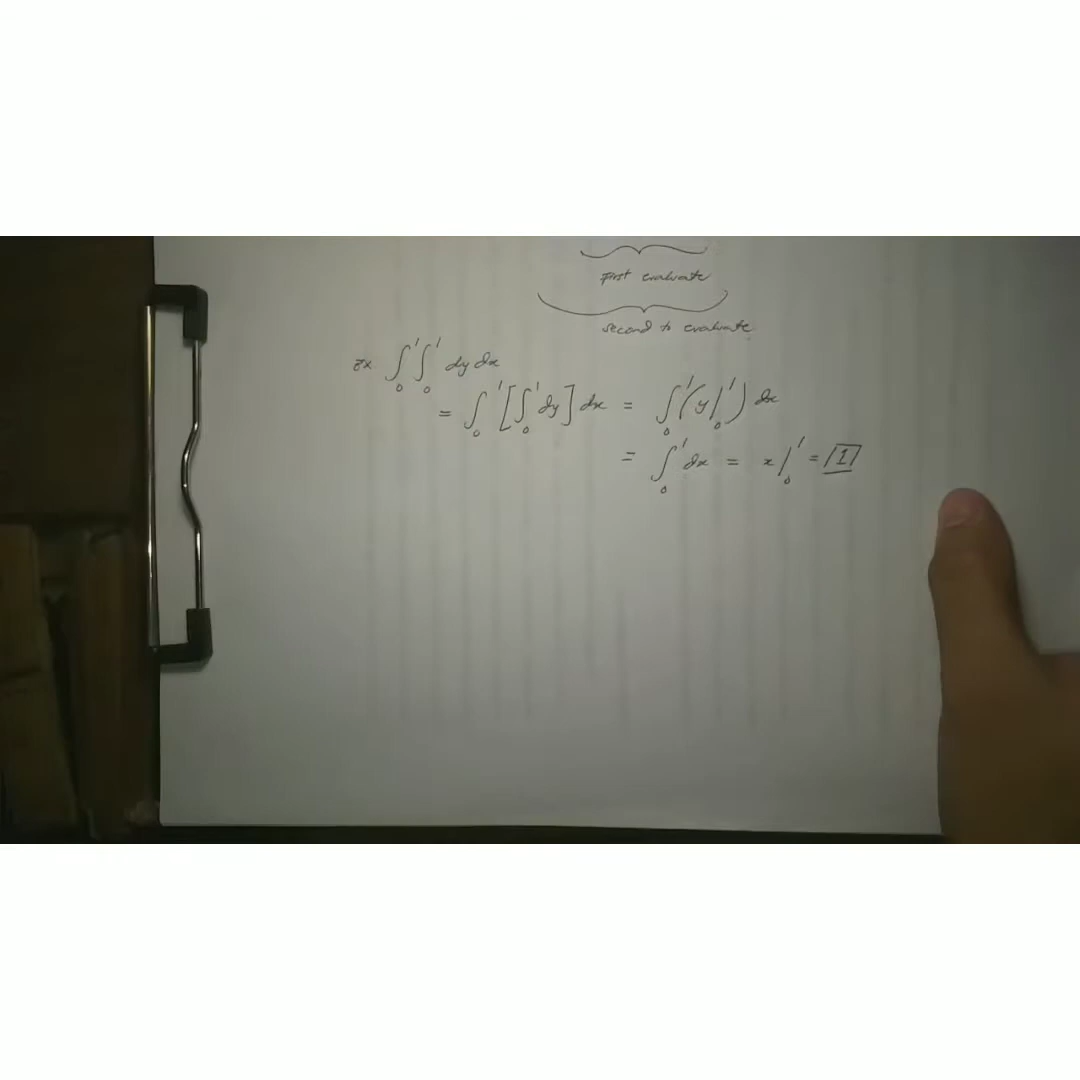 First evaluate
second to evaluate
Ex ∫₀¹∫₀¹ dy dx
= ∫₀¹ [∫₀¹ dy] dx = ∫₀¹ (y|₀¹) dx
= ∫₀¹ dx = x|₀¹ = 1